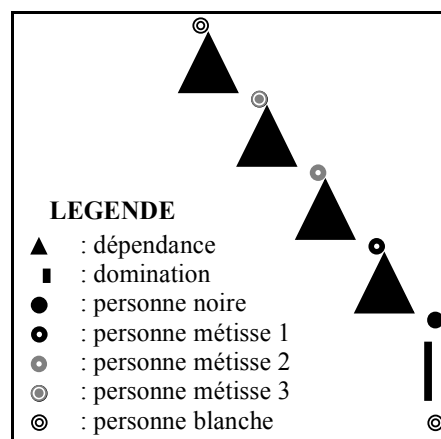 LEGENDE
: dépendance
: domination
: personne noire
: personne métisse 1
: personne métisse 2
: personne métisse 3
: personne blanche